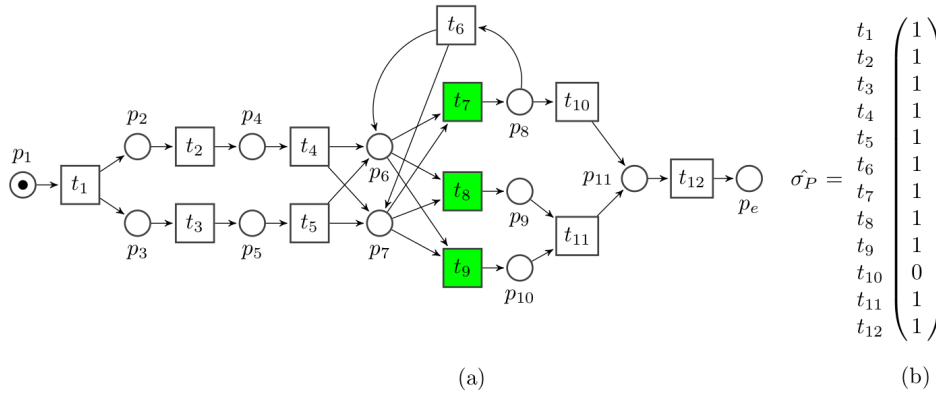 t₆
t₁ 1
t₂ 1
t₃ 1
t₄ 1
t₅ 1
t₆ 1
t₇ 1
t₈ 1
t₉ 1
t₁₀ 0
t₁₁ 1
t₁₂ 1
σ̂_P =
p₂ p₄ t₇ p₈ t₁₀
t₂ t₄
p₁ p₆ p₁₁
t₁ t₈ p₉ t₁₂ pₑ
t₃ t₅ t₁₁
p₃ p₅ p₇
t₉ p₁₀
(a) (b)